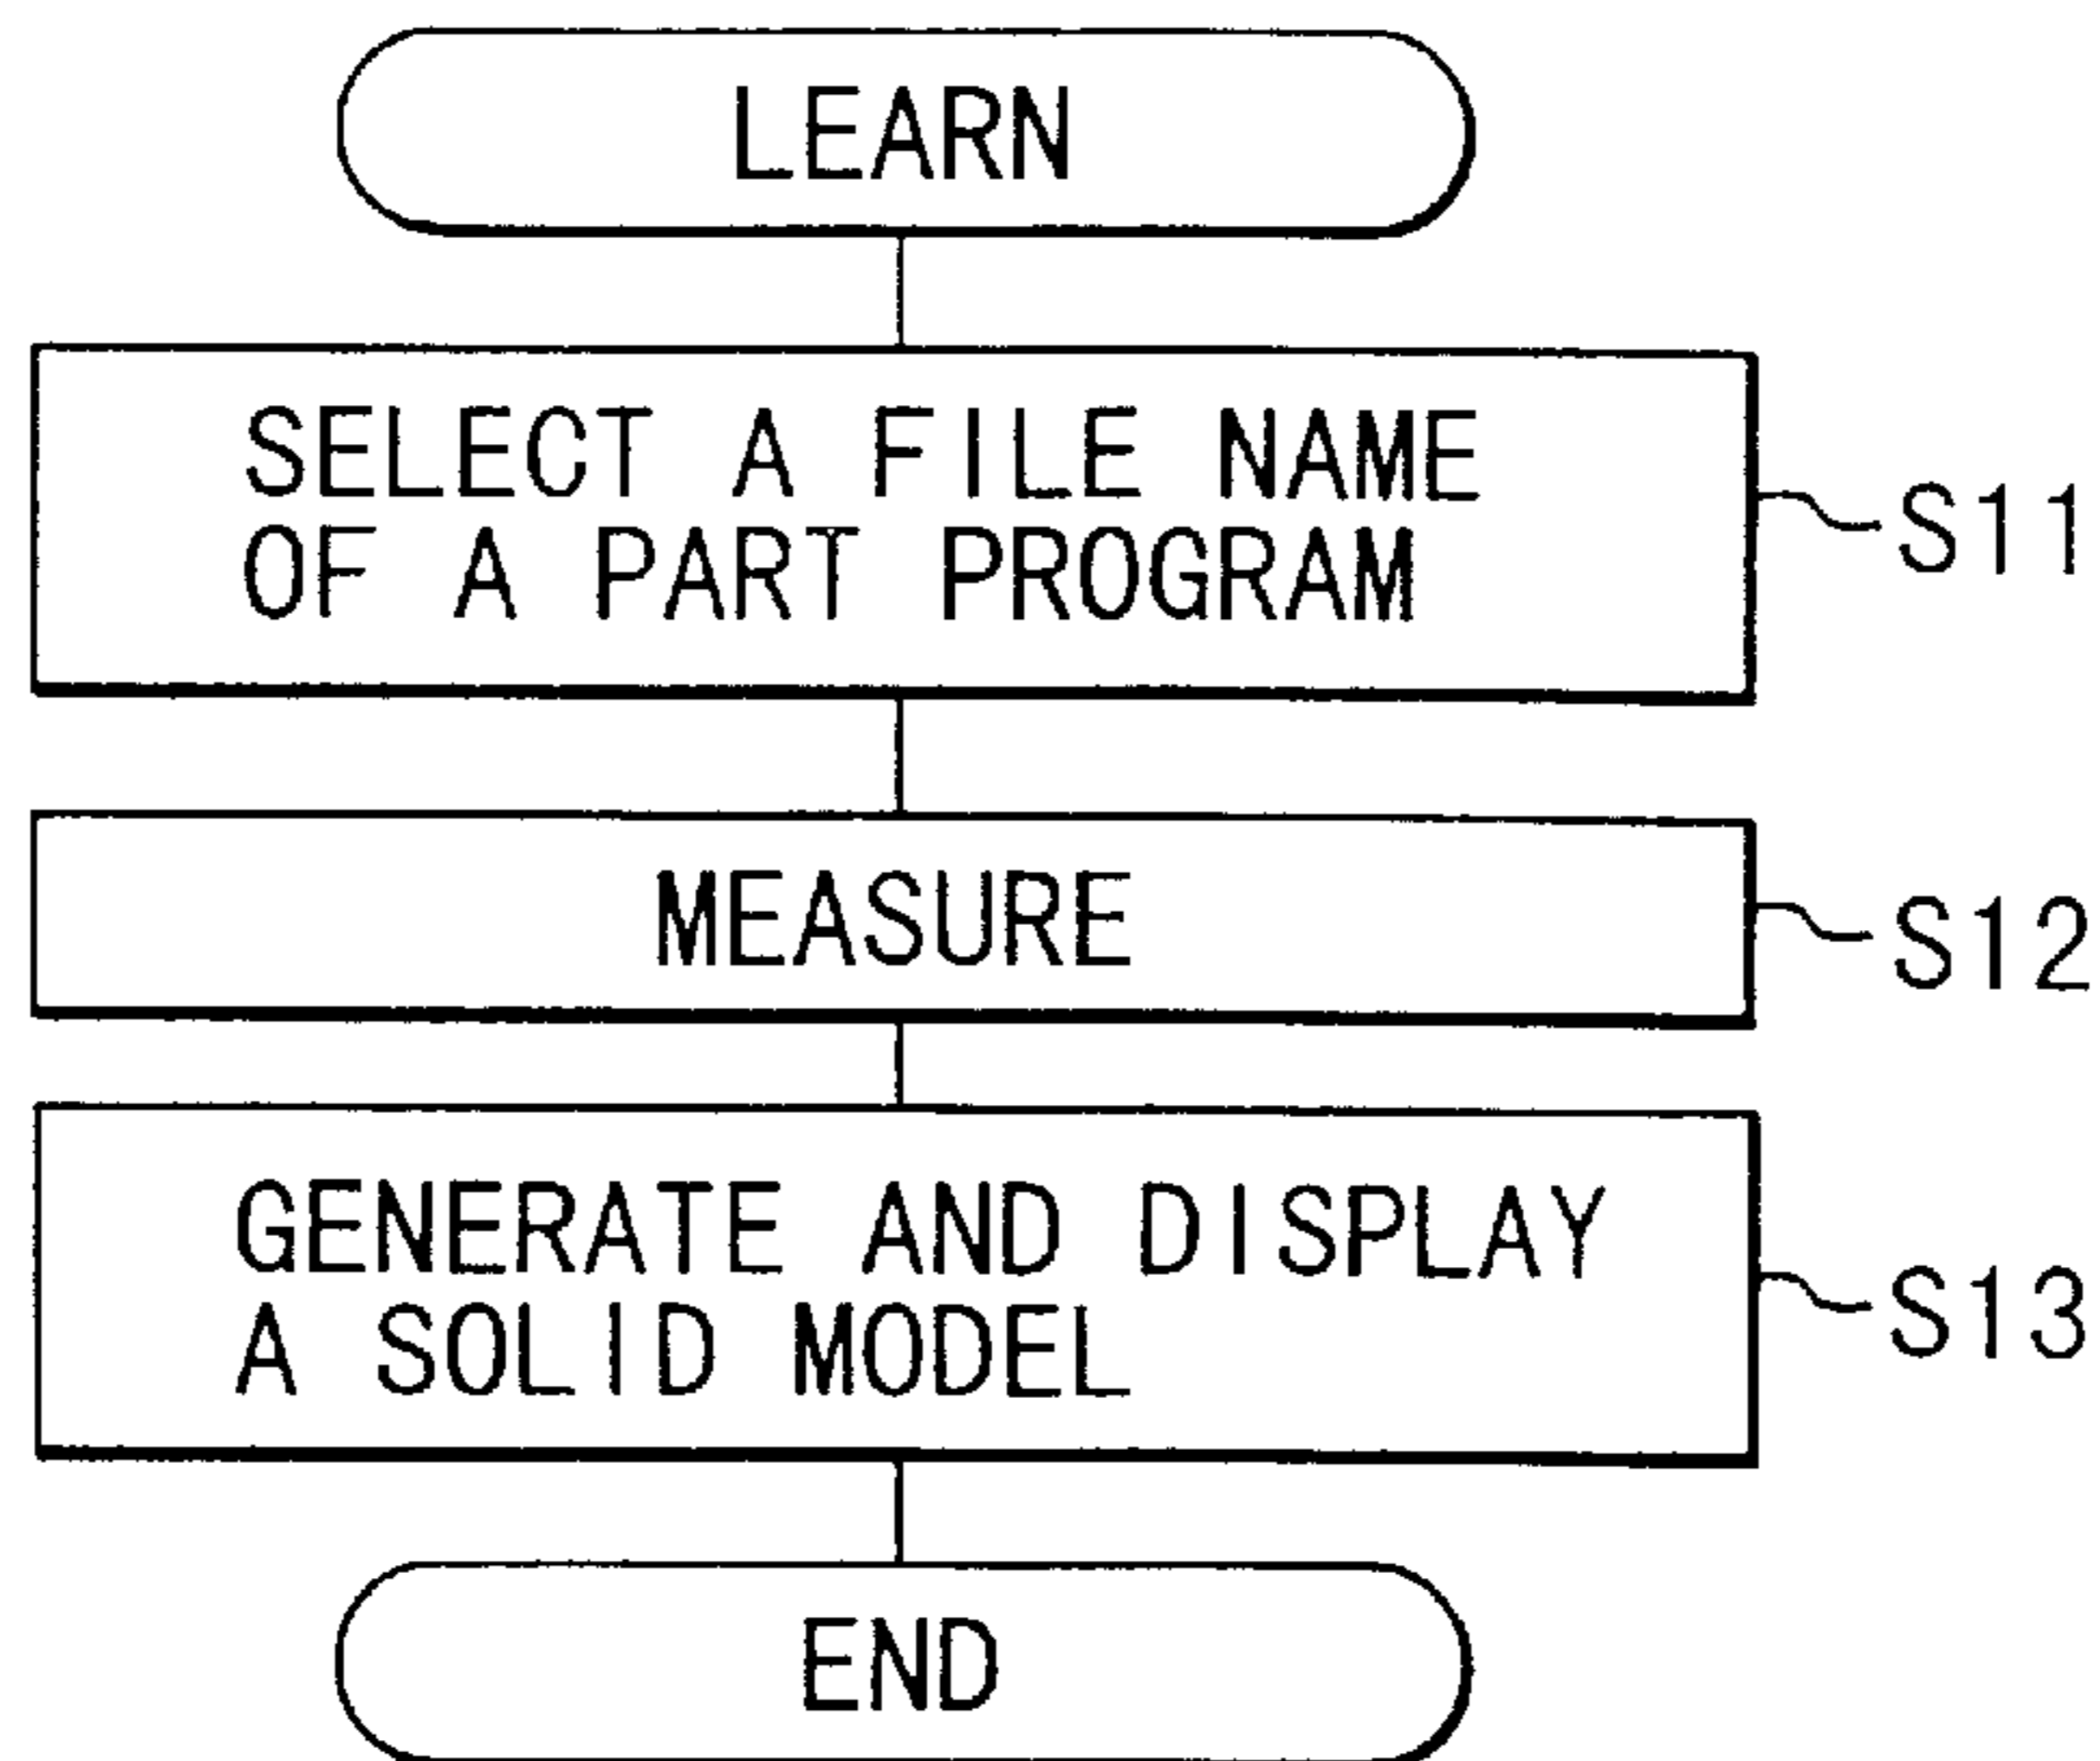 LEARN
SELECT A FILE NAME
OF A PART PROGRAM
S11
MEASURE
S12
GENERATE AND DISPLAY
A SOLID MODEL
S13
END